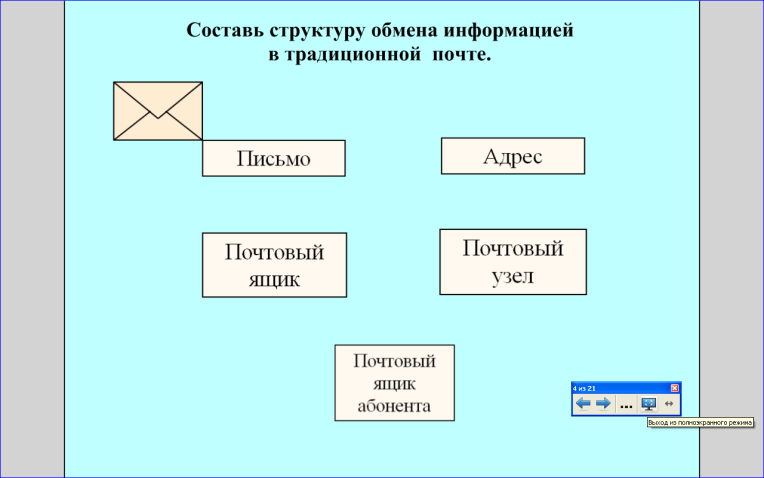 Составь структуру обмена информацией
в традиционной почте.
Письмо
Адрес
Почтовый
ящик
Почтовый
узел
Почтовый
ящик
абонента
4 из 21
Выход из полноэкранного режима